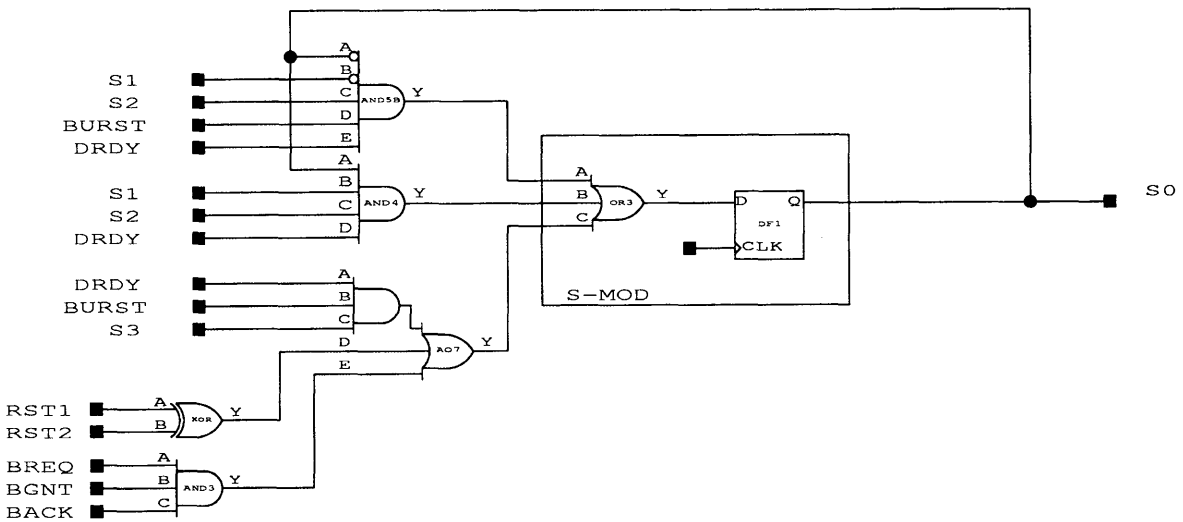 A
S1 B
S2 C AND5B Y
BURST D
DRDY E
A
S1 B
S2 C AND4 Y
DRDY D
A
B OR3 Y
C
D Q
DF1
CLK
S-MOD
S0
DRDY A
BURST B
S3 C
D AO7 Y
E
RST1 A
RST2 B XOR Y
BREQ A
BGNT B AND3 Y
BACK C